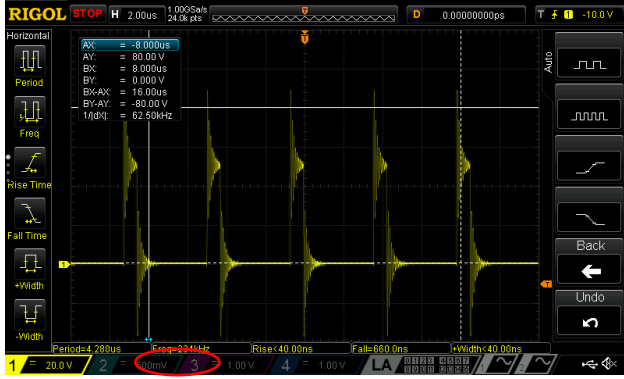 RIGOL STOP H 2.00us 1.00GSa/s 24.0k pts D 0.00000000ps T 1 -10.0 V
Horizontal
AX: = -8.000us
AY: = 80.00 V
BX: = 8.000us
BY: = 0.000 V
BX-AX: = 16.00us
BY-AY: = -80.00 V
1/|dX|: = 62.50kHz
Period
Freq
Rise Time
Fall Time
+Width
-Width
Auto
Back
Undo
1
T
Period=4.280us Freq=234kHz Rise<40.00ns Fall=660.0ns +Width<40.00ns
1 = 20.0 V 2 = 500mV 3 = 1.00 V 4 = 1.00 V LA